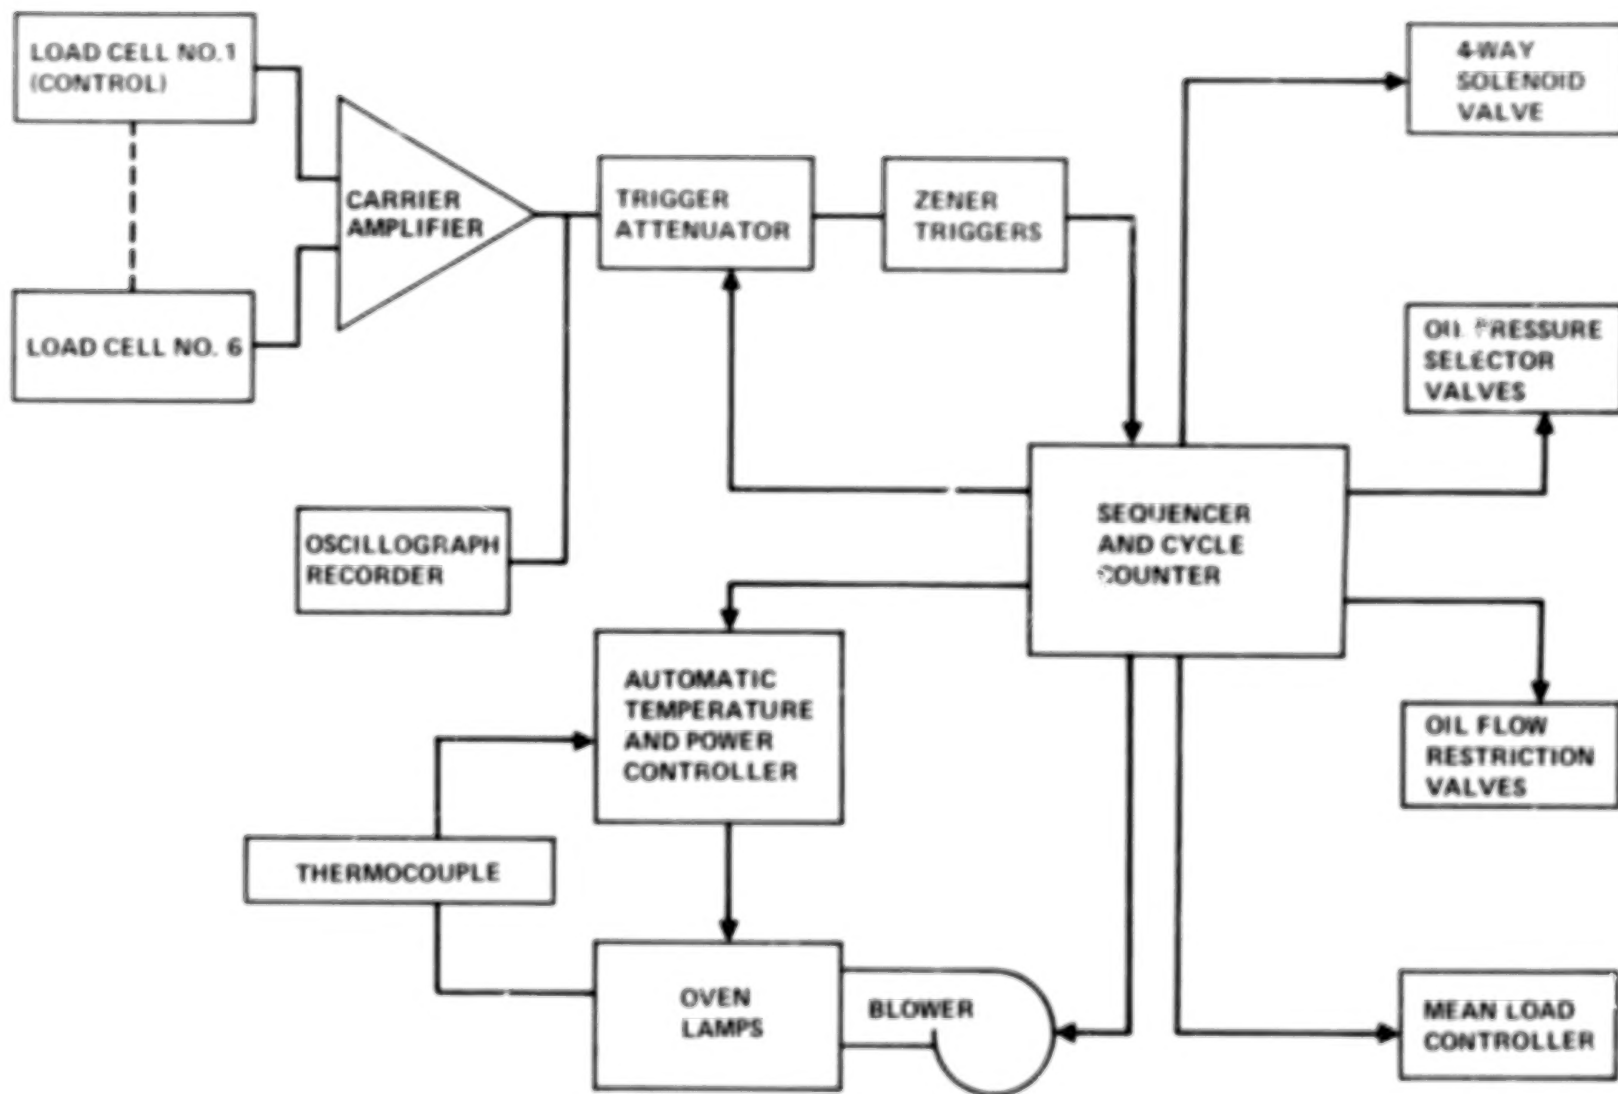 LOAD CELL NO.1
(CONTROL)
4-WAY
SOLENOID
VALVE
CARRIER
AMPLIFIER
TRIGGER
ATTENUATOR
ZENER
TRIGGERS
LOAD CELL NO. 6
OIL PRESSURE
SELECTOR
VALVES
OSCILLOGRAPH
RECORDER
SEQUENCER
AND CYCLE
COUNTER
AUTOMATIC
TEMPERATURE
AND POWER
CONTROLLER
OIL FLOW
RESTRICTION
VALVES
THERMOCOUPLE
OVEN
LAMPS
BLOWER
MEAN LOAD
CONTROLLER